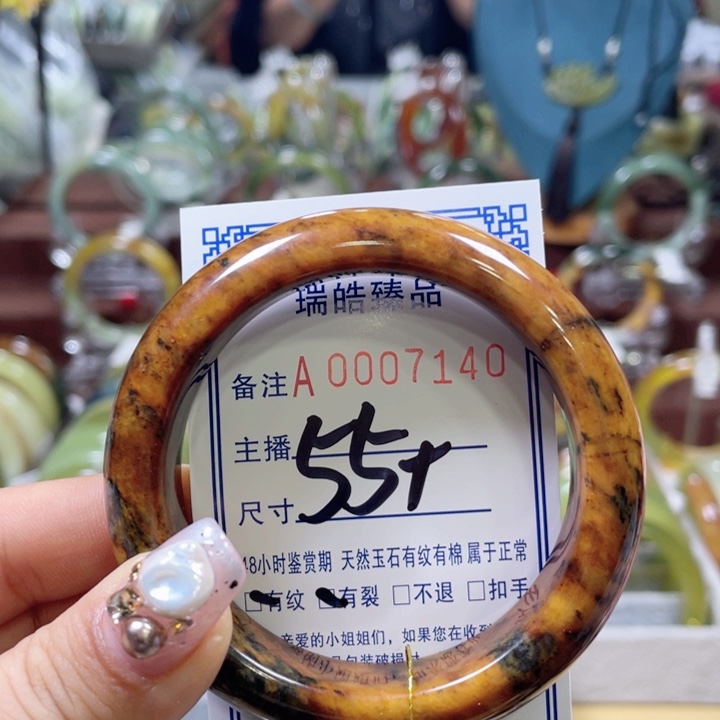 瑞皓臻品
备注A 0007140
主播
55+
尺寸
48小时鉴赏期 天然玉石有纹有棉 属于正常
□有纹 □有裂 □不退 □扣手
亲爱的小姐姐们，如果您在收到